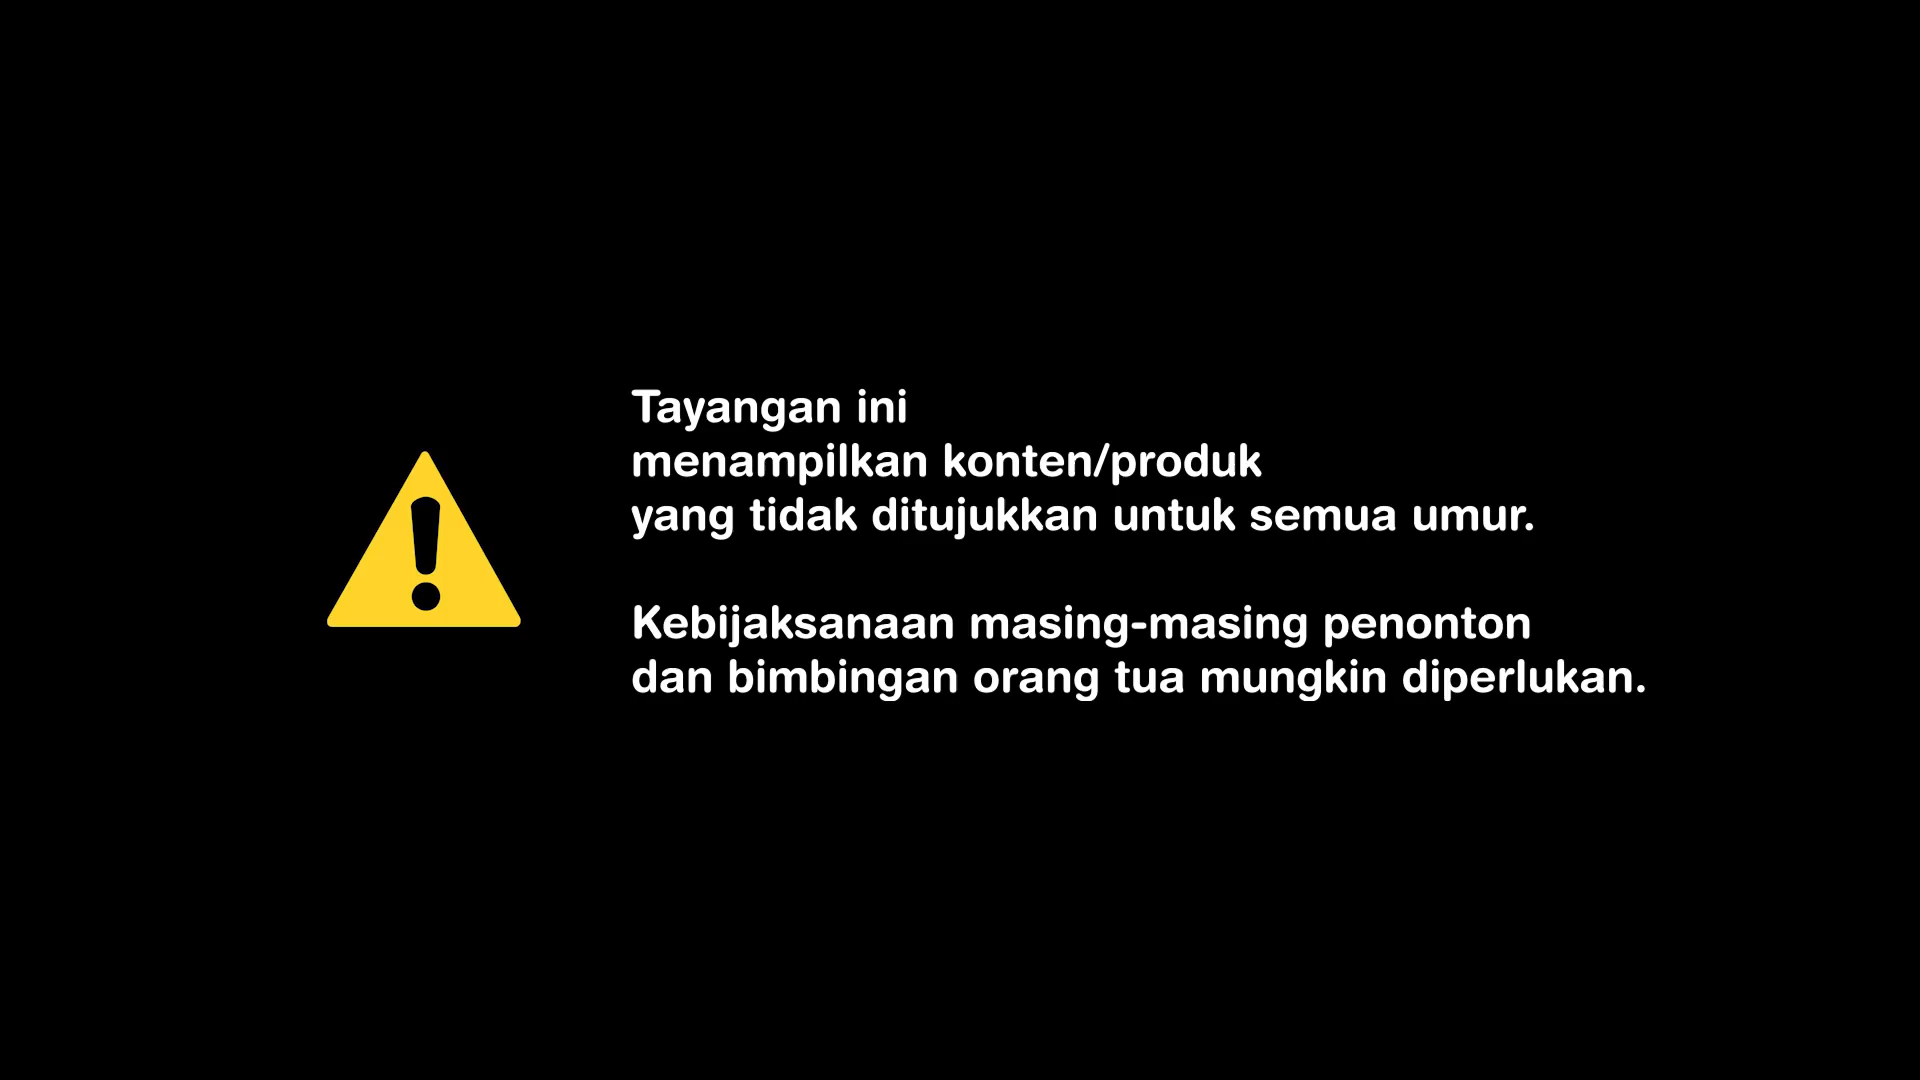 Tayangan ini
menampilkan konten/produk
yang tidak ditujukkan untuk semua umur.
Kebijaksanaan masing-masing penonton
dan bimbingan orang tua mungkin diperlukan.